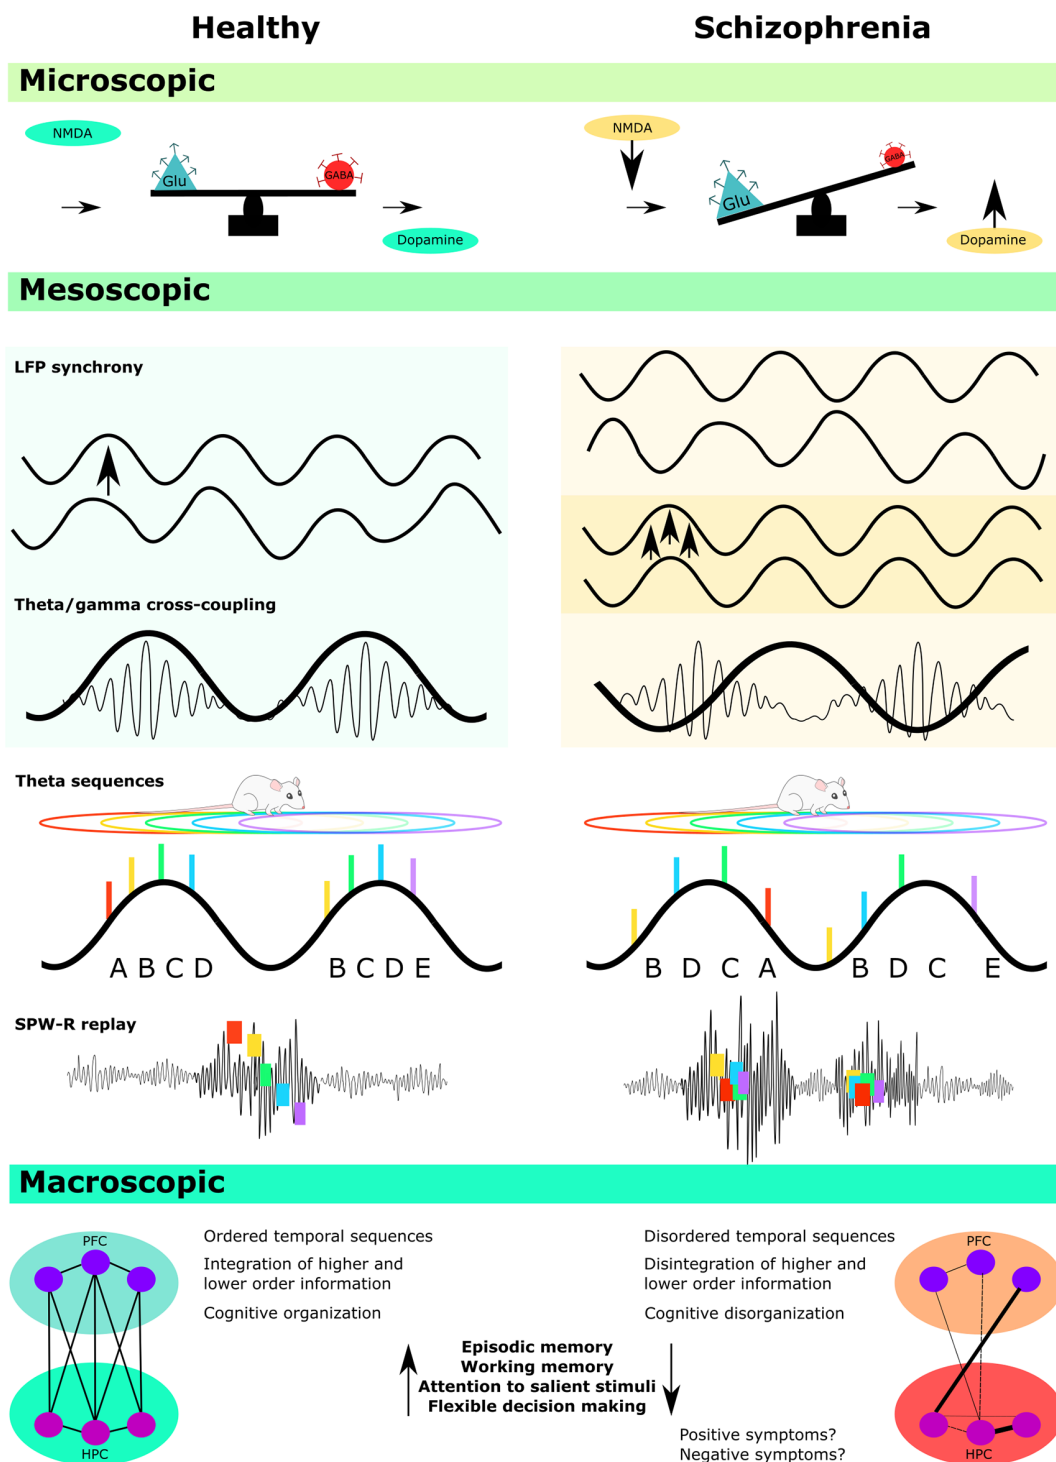 Healthy
Schizophrenia
Microscopic
NMDA
Glu
GABA
Dopamine
NMDA
Glu
GABA
Dopamine
Mesoscopic
LFP synchrony
Theta/gamma cross-coupling
Theta sequences
A B C D
B C D E
B D C A
B D C E
SPW-R replay
Macroscopic
PFC
HPC
Ordered temporal sequences
Integration of higher and
lower order information
Cognitive organization
Disordered temporal sequences
Disintegration of higher and
lower order information
Cognitive disorganization
PFC
HPC
Episodic memory
Working memory
Attention to salient stimuli
Flexible decision making
Positive symptoms?
Negative symptoms?